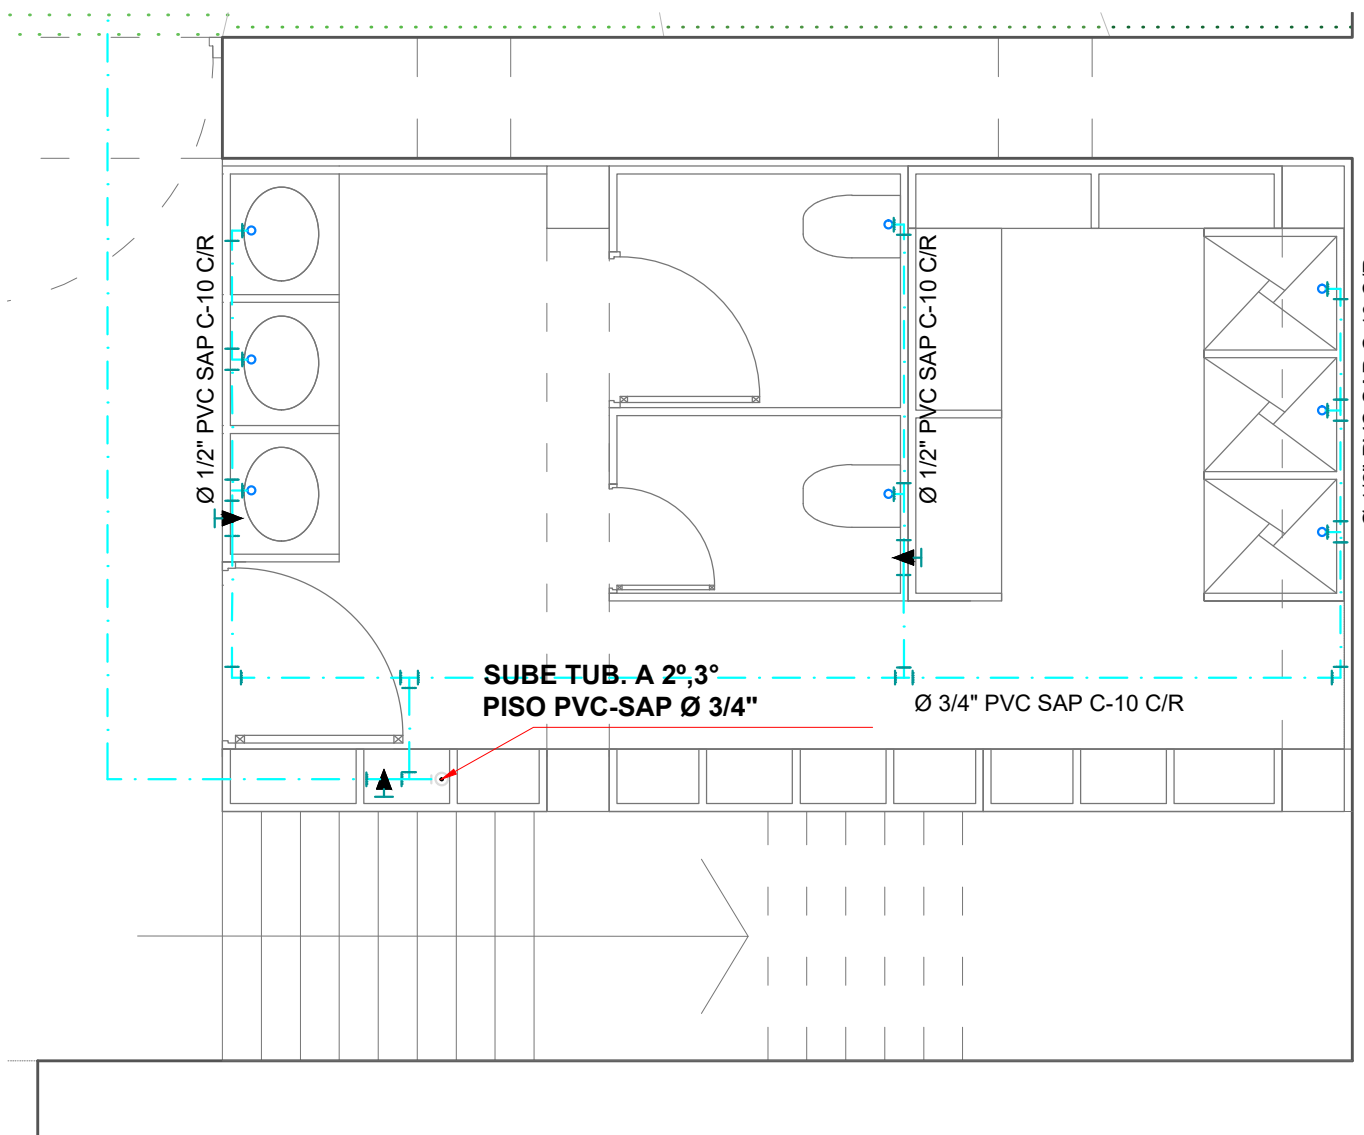 Ø 1/2" PVC SAP C-10 C/R
Ø 1/2" PVC SAP C-10 C/R
SUBE TUB. A 2º,3°
PISO PVC-SAP Ø 3/4"
Ø 3/4" PVC SAP C-10 C/R